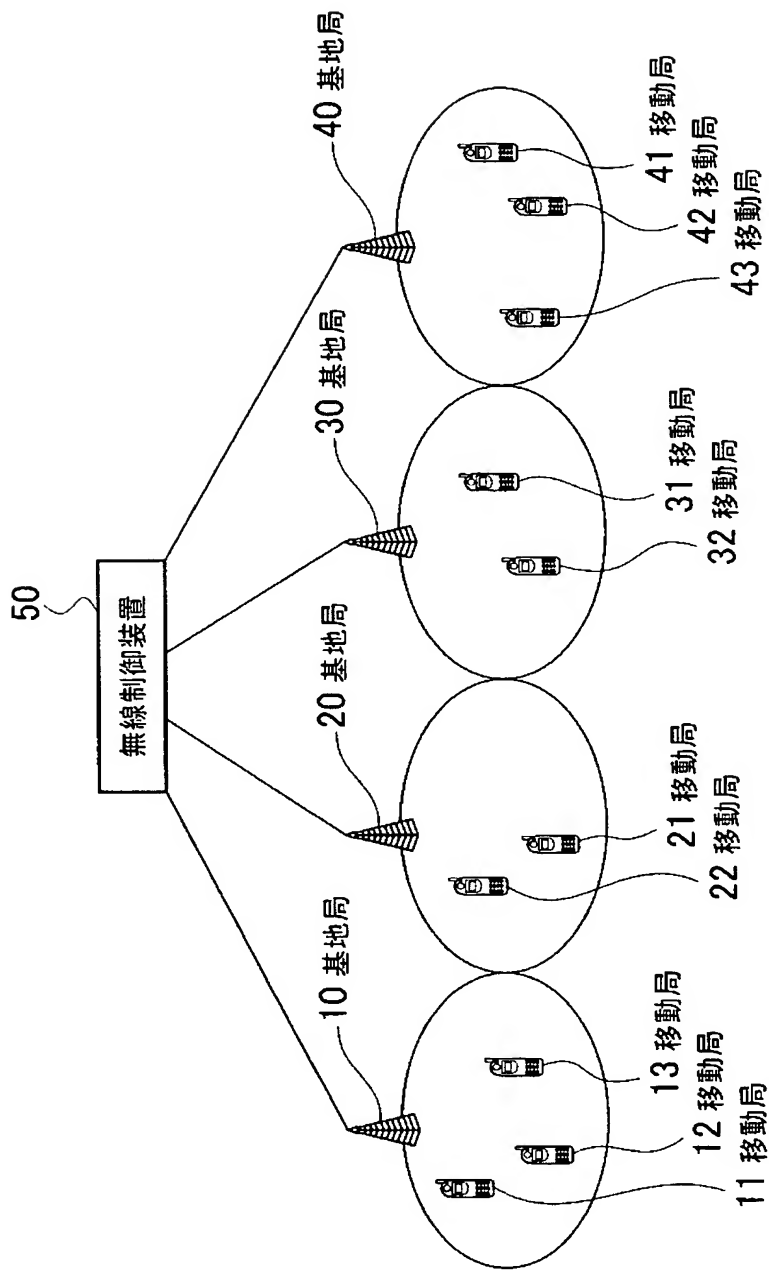 50
無線制御装置
10 基地局
20 基地局
30 基地局
40 基地局
11 移動局
12 移動局
13 移動局
22 移動局
21 移動局
32 移動局
31 移動局
43 移動局
42 移動局
41 移動局